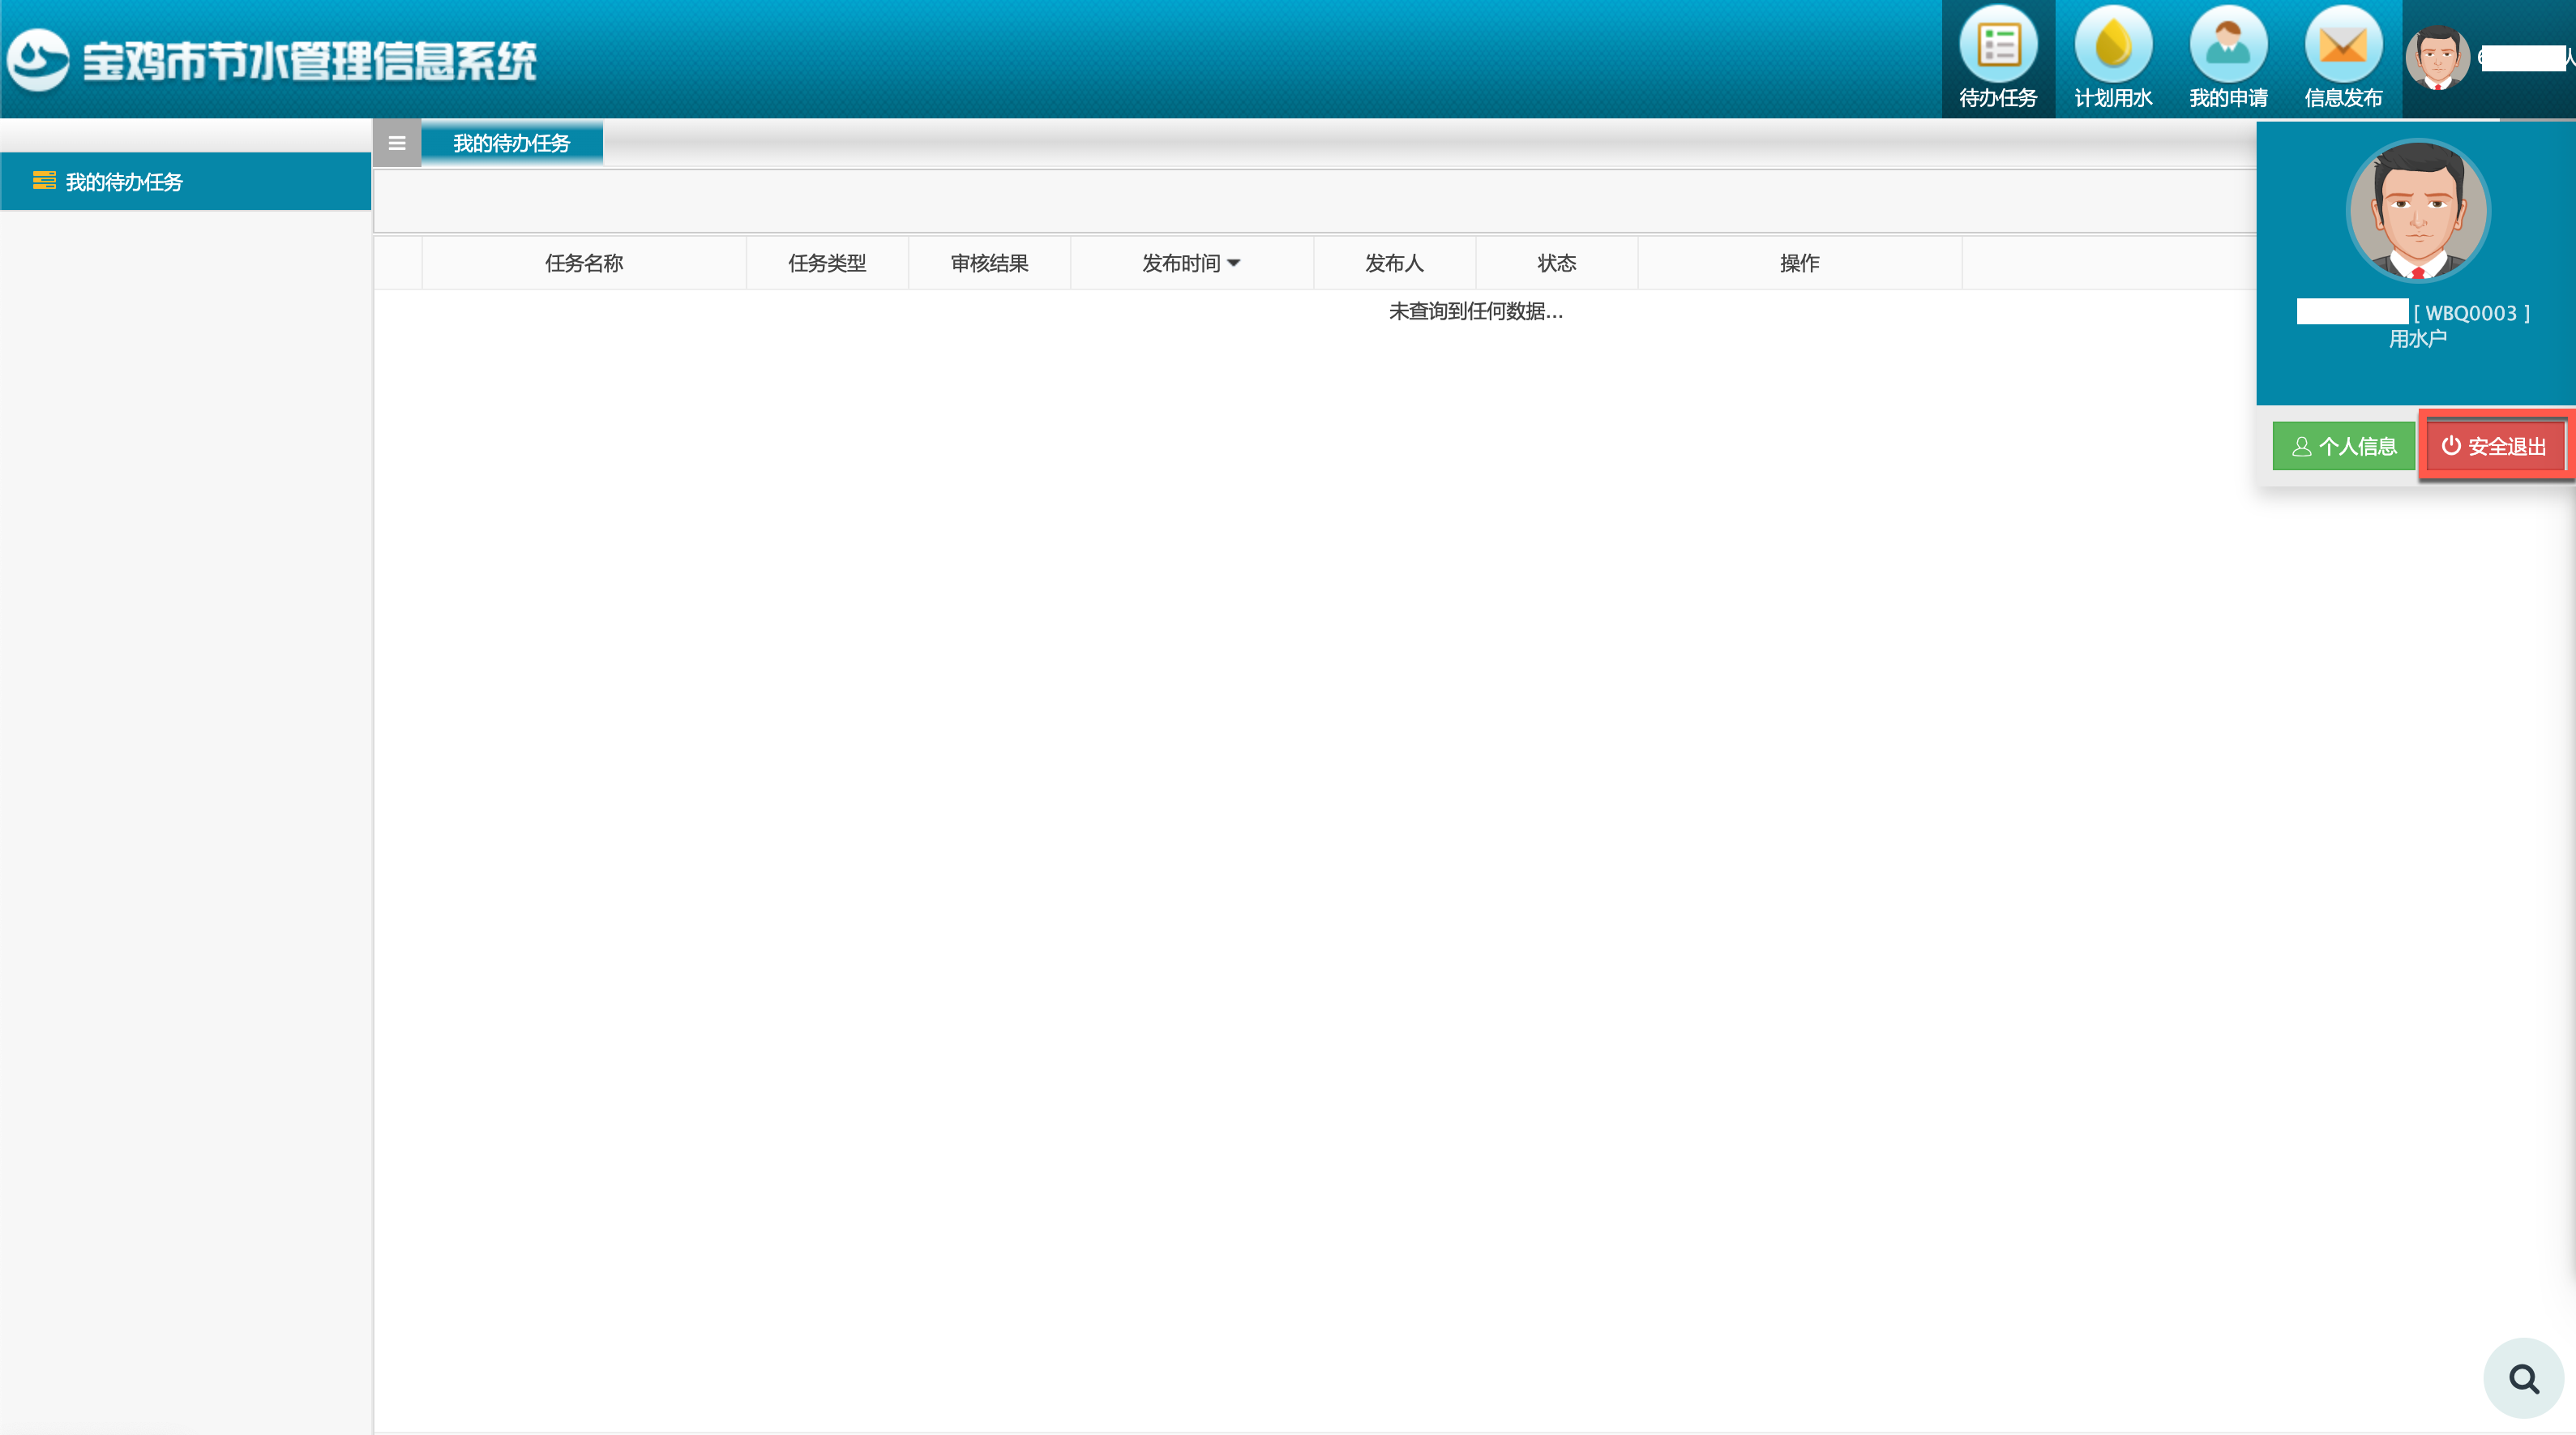 宝鸡市节水管理信息系统
待办任务
计划用水
我的申请
信息发布
我的待办任务
我的待办任务
任务名称
任务类型
审核结果
发布时间
发布人
状态
操作
未查询到任何数据...
[ WBQ0003 ]
用水户
个人信息
安全退出